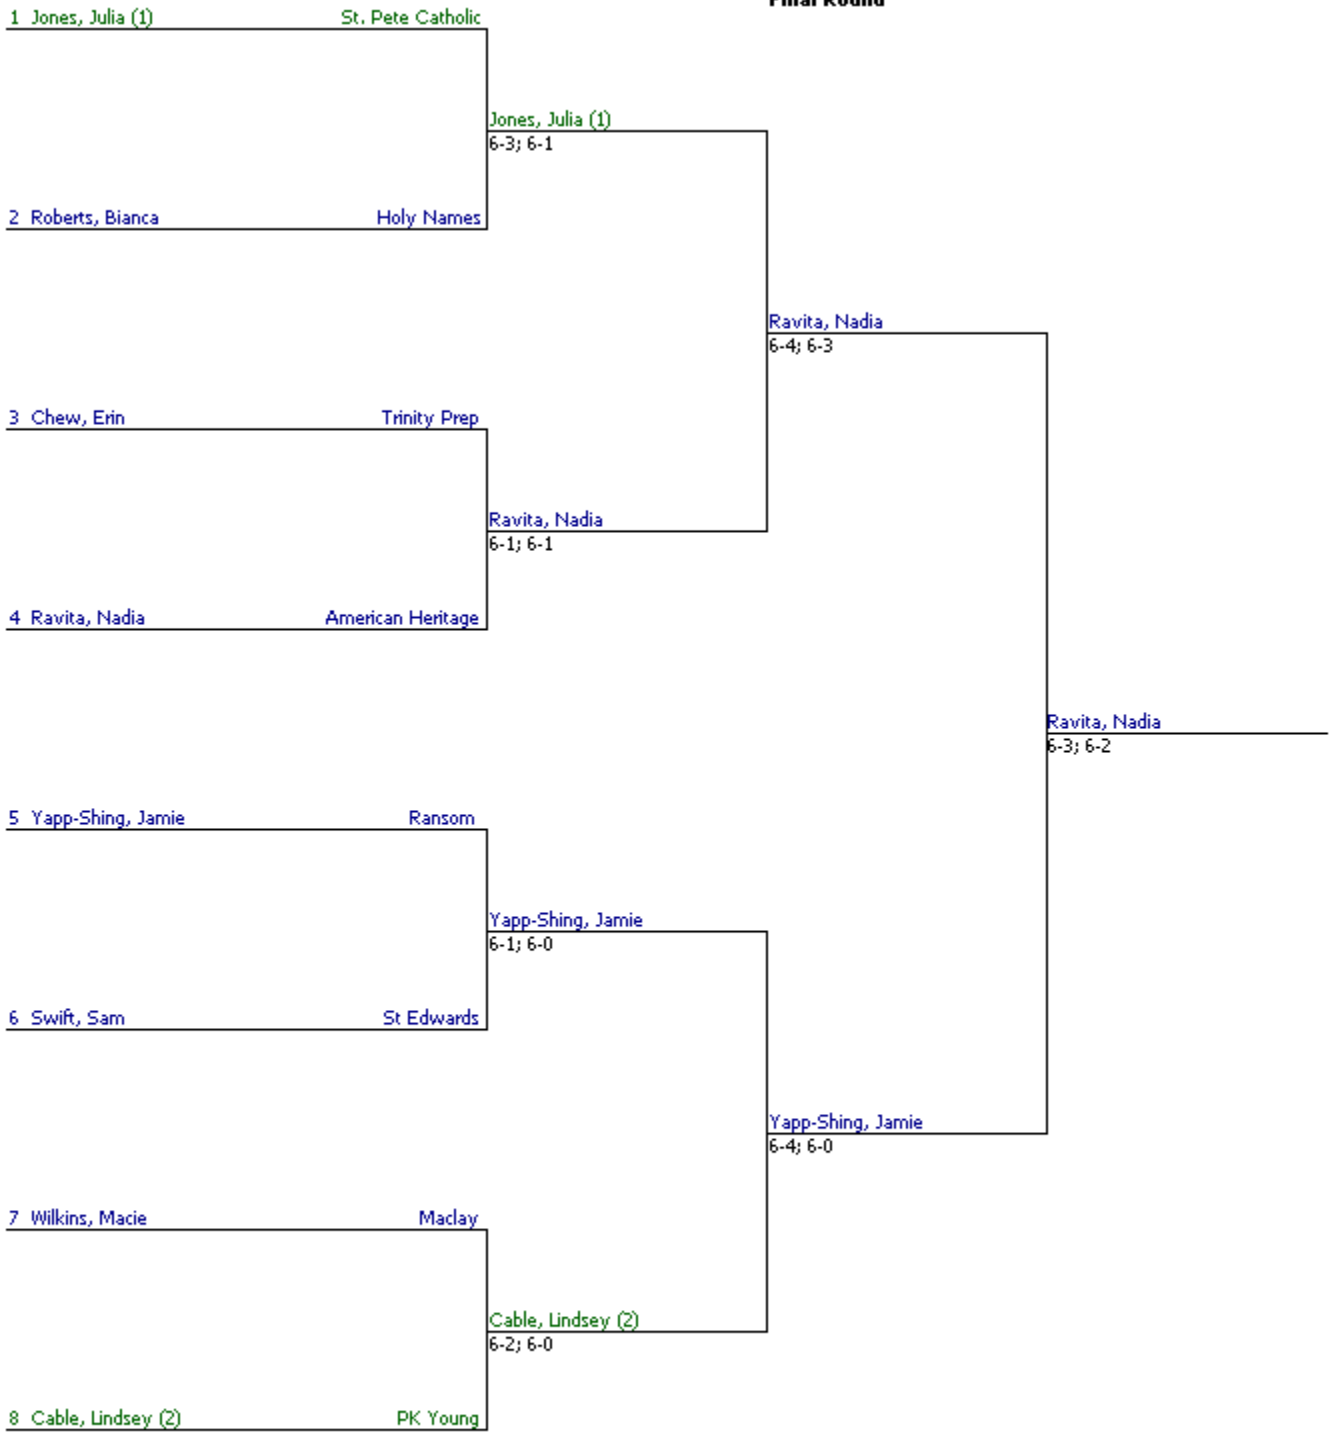 Final Round
1 Jones, Julia (1) St. Pete Catholic
Jones, Julia (1)
6-3; 6-1
2 Roberts, Bianca Holy Names
Ravita, Nadia
6-4; 6-3
3 Chew, Erin Trinity Prep
Ravita, Nadia
6-1; 6-1
4 Ravita, Nadia American Heritage
Ravita, Nadia
6-3; 6-2
5 Yapp-Shing, Jamie Ransom
Yapp-Shing, Jamie
6-1; 6-0
6 Swift, Sam St Edwards
Yapp-Shing, Jamie
6-4; 6-0
7 Wilkins, Macie Maclay
Cable, Lindsey (2)
6-2; 6-0
8 Cable, Lindsey (2) PK Young